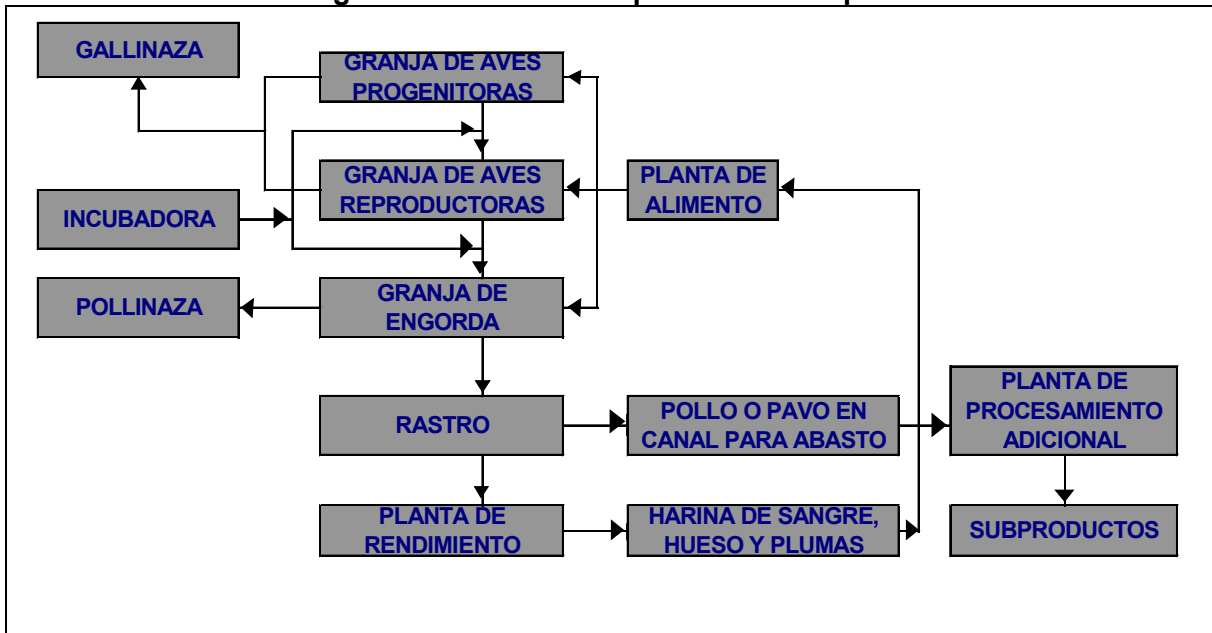 GALLINAZA
GRANJA DE AVES
PROGENITORAS
GRANJA DE AVES
REPRODUCTORAS
PLANTA DE
ALIMENTO
INCUBADORA
POLLINAZA
GRANJA DE
ENGORDA
RASTRO
POLLO O PAVO EN
CANAL PARA ABASTO
PLANTA DE
PROCESAMIENTO
ADICIONAL
PLANTA DE
RENDIMIENTO
HARINA DE SANGRE,
HUESO Y PLUMAS
SUBPRODUCTOS